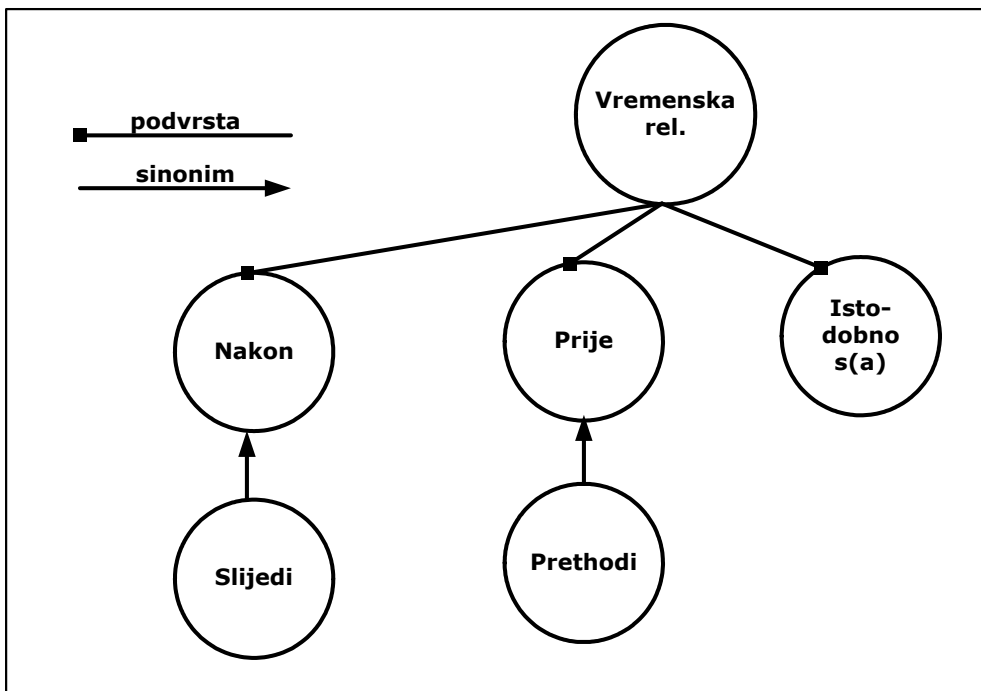 Vremenska
rel.
podvrsta
sinonim
Nakon
Prije
Isto-
dobno
s(a)
Slijedi
Prethodi